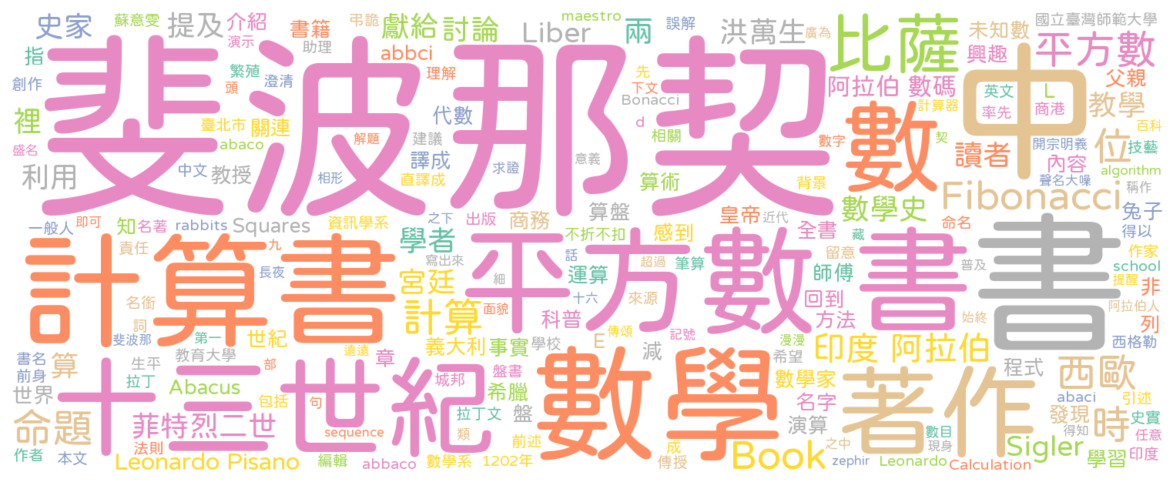 史家 蘇意雯 提及 弔詭 介紹 演示 書籍 助理 獻給 討論 abbci maestro Liber 兩 誤解 廣為 洪萬生 比薩 未知數 興趣 國立臺灣師範大學 平方數
指 創作 繁殖 頭 澄清 理解 斐波那契 先 下文 Bonacci 阿拉伯 數碼 計算器 中 英文 率先 L 商港 父親 教學 百科 技藝
裡 臺北市 關連 代數 建議 d 相關 數字 數 契 讀者 開宗明義 內容 位 algorithm
盛名 abaco 解題 譯成 求證 意義 算術 背景 Fibonacci 稱作
利用 中文 教授 相形 直譯成 聲名大噪 兔子
一般人 即可 知 名著 rabbits Squares 資訊學系 之下 出版 商務 算盤 皇帝 近代 數學史 命名 得以
計算書 責任 九 長夜 學者 寫出來 不折不扣 感到 全書 藏 留意 書 書 作家 school
平方數 話 超過 筆算 運算 師傅 普及 提醒 非
名銜 宮廷 計算 面貌 細 十六 來源 回到 阿拉伯人
詞 斐波那 第一 世紀 科普 傳頌 記號 方法 始終 列
書名 前身 算 生平 教育大學 遠遠 義大利 事實 學校 E 減 漫漫 希望 印度 阿拉伯 程式 西格勒
世界 拉丁 Abacus 部 包括 十三世紀 章 城邦 盤書 希臘 數學 數學家 著作 西歐 abaci 引述
命題 菲特烈二世 句 拉丁文 盤 名字 演算 發現 得知 時 史實 任意
作者 法則 sequence 類 前述 成 之中 數目 現身 Sigler 印度
本文 Leonardo Pisano 編輯 abbaco 數學系 1202年 傳授 Book zephir Leonardo Calculation 學習